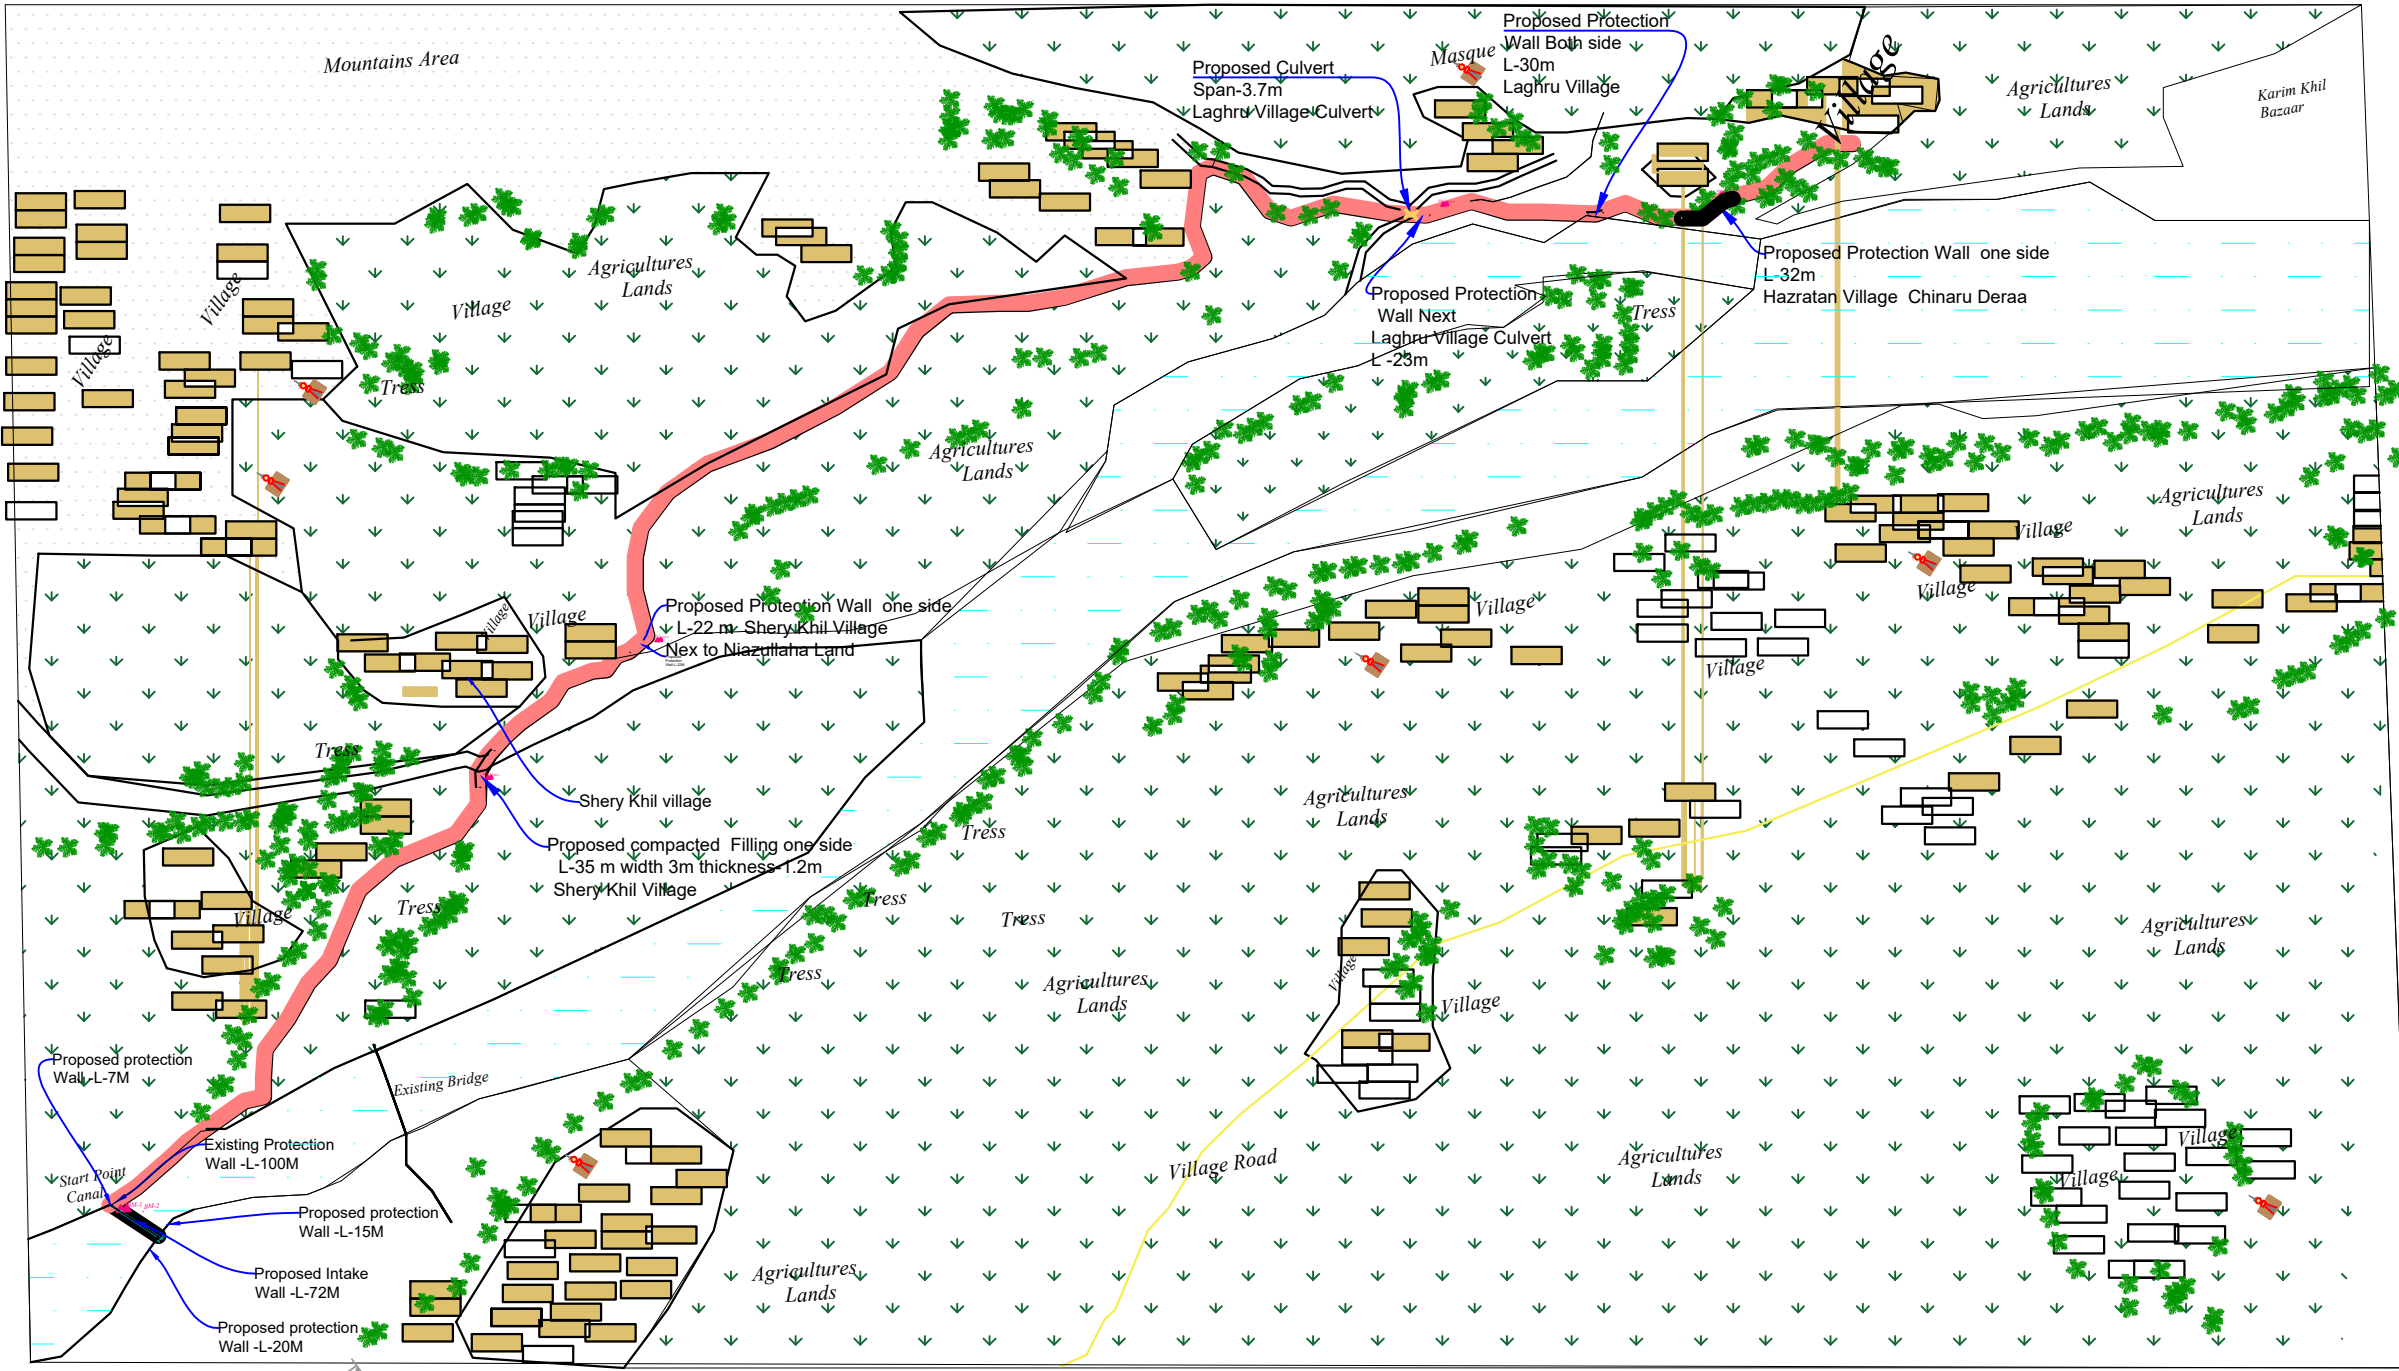 Mountains Area
Masque
Proposed Protection
Wall Both side
L-30m
Laghru Village
Proposed Culvert
Span-3.7m
Laghru Village Culvert
Village
Agricultures
Lands
Karim Khil
Bazaar
Agricultures
Lands
Village
Village
Village
Tress
Proposed Protection Wall one side
L-32m
Hazratan Village Chinaru Deraa
Proposed Protection
Wall Next
Laghru Village Culvert
L -23m
Tress
Agricultures
Lands
Agricultures
Lands
Village
Village
Village
Village
Village
Village
Proposed Protection Wall one side
L-22 m Shery Khil Village
Nex to Niazullaha Land
Tress
Shery Khil village
Proposed compacted Filling one side
L-35 m width 3m thickness-1.2m
Shery Khil Village
Agricultures
Lands
Tress
Tress
Tress
Tress
Tress
Village
Agricultures
Lands
Agricultures
Lands
Village
Village
Proposed protection
Wall -L-7M
Existing Bridge
Existing Protection
Wall -L-100M
Start Point
Canal
BM-2
Proposed protection
Wall -L-15M
Proposed Intake
Wall -L-72M
Proposed protection
Wall -L-20M
Village Road
Agricultures
Lands
Agricultures
Lands
Village
Village